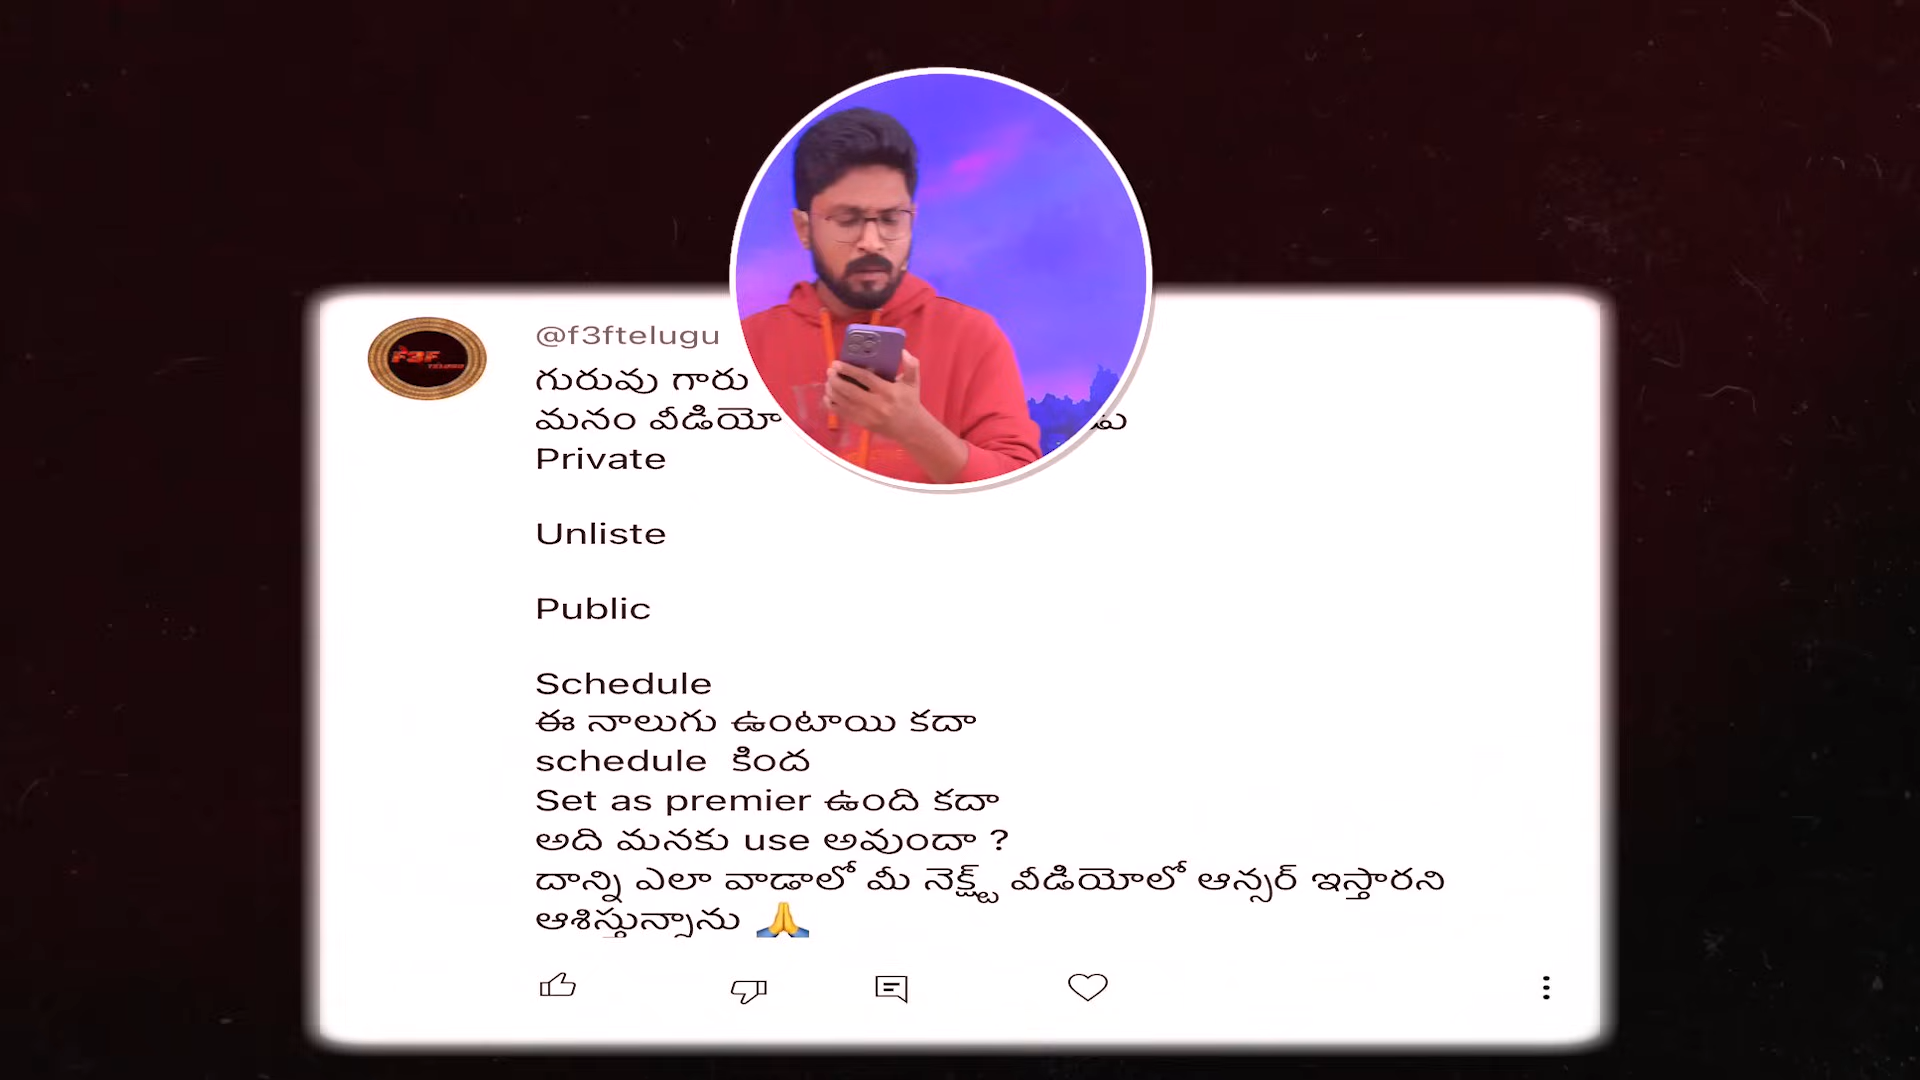 F3F
@f3ftelugu
గురువు గారు
మనం వీడియో
Private
Unliste
Public
Schedule
ఈ నాలుగు ఉంటాయి కదా
schedule కింద
Set as premier ఉంది కదా
అది మనకు use అవుందా ?
దాన్ని ఎలా వాడాలో మీ నెక్ష్ట్ వీడియోలో ఆన్సర్ ఇస్తారని
ఆశిస్తున్నాను 🙏